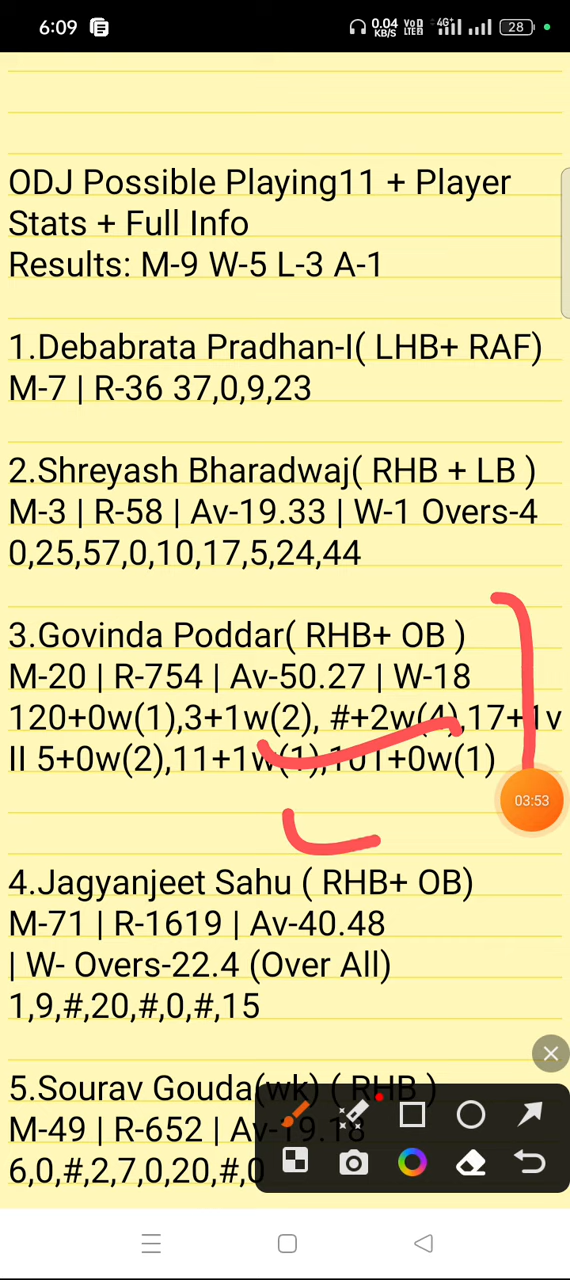 6:09
0.04 KB/S VoD LTE2 4G+ 28
ODJ Possible Playing11 + Player
Stats + Full Info
Results: M-9 W-5 L-3 A-1
1.Debabrata Pradhan-I( LHB+ RAF)
M-7 | R-36 37,0,9,23
2.Shreyash Bharadwaj( RHB + LB )
M-3 | R-58 | Av-19.33 | W-1 Overs-4
0,25,57,0,10,17,5,24,44
3.Govinda Poddar( RHB+ OB )
M-20 | R-754 | Av-50.27 | W-18
120+0w(1),3+1w(2), #+2w(4),17+1v
II 5+0w(2),11+1w(1),101+0w(1)
03:53
4.Jagyanjeet Sahu ( RHB+ OB)
M-71 | R-1619 | Av-40.48
| W- Overs-22.4 (Over All)
1,9,#,20,#,0,#,15
5.Sourav Gouda(wk) ( RHB )
M-49 | R-652 | Av-19.18
6,0,#,2,7,0,20,#,0